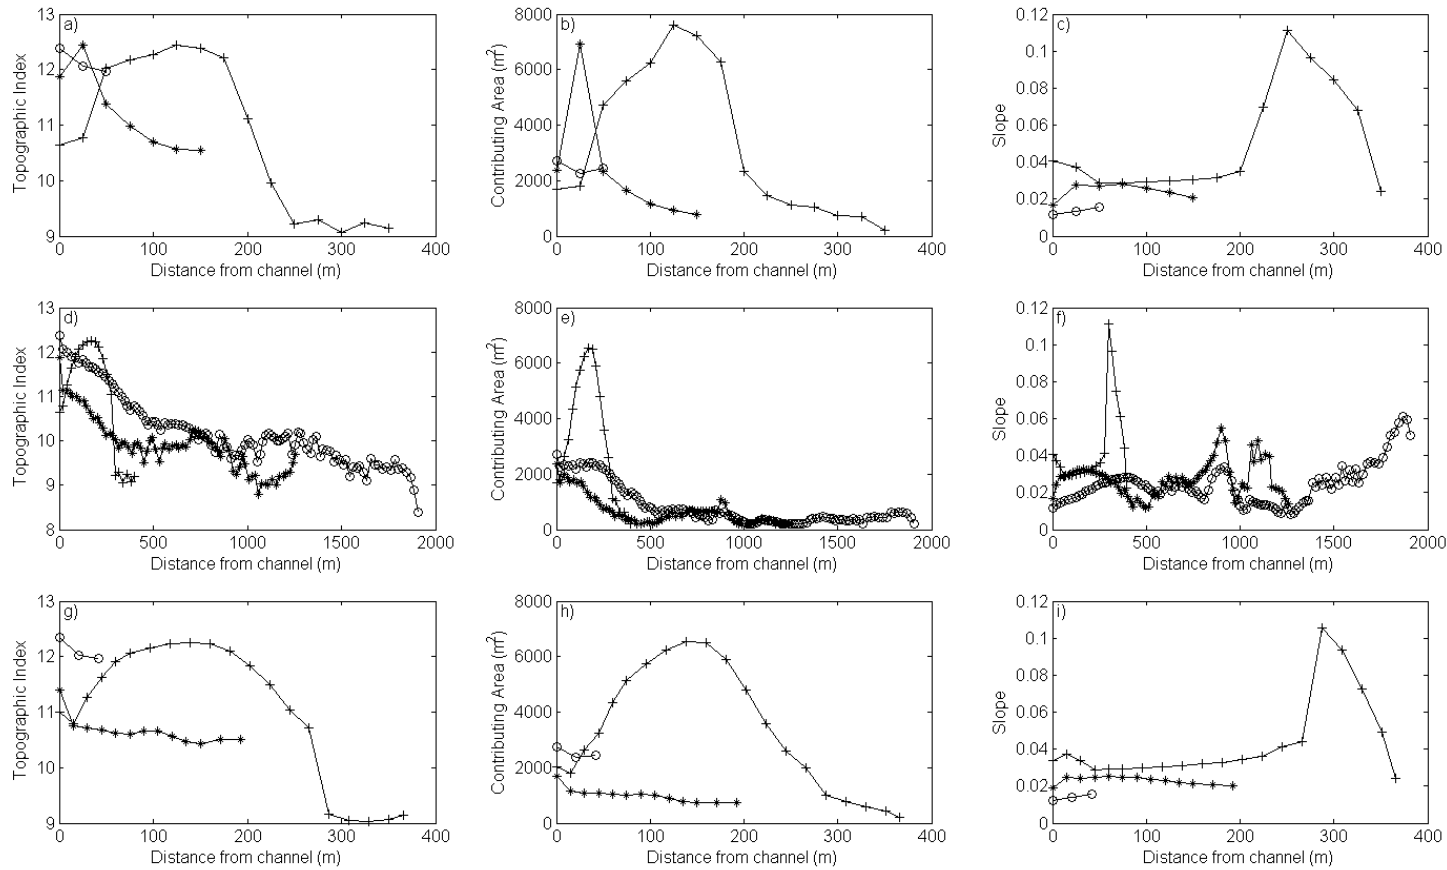 a)
13
12
11
10
9
Topographic Index
0 100 200 300 400
Distance from channel (m)
b)
8000
6000
4000
2000
0
Contributing Area (m²)
0 100 200 300 400
Distance from channel (m)
c)
0.12
0.1
0.08
0.06
0.04
0.02
0
Slope
0 100 200 300 400
Distance from channel (m)
d)
13
12
11
10
9
8
Topographic Index
0 500 1000 1500 2000
Distance from channel (m)
e)
8000
6000
4000
2000
0
Contributing Area (m²)
0 500 1000 1500 2000
Distance from channel (m)
f)
0.12
0.1
0.08
0.06
0.04
0.02
0
Slope
0 500 1000 1500 2000
Distance from channel (m)
g)
13
12
11
10
9
Topographic Index
0 100 200 300 400
Distance from channel (m)
h)
8000
6000
4000
2000
0
Contributing Area (m²)
0 100 200 300 400
Distance from channel (m)
i)
0.12
0.1
0.08
0.06
0.04
0.02
0
Slope
0 100 200 300 400
Distance from channel (m)